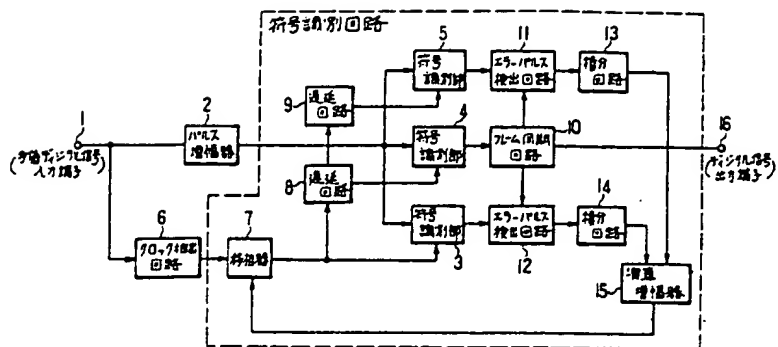 符号識別回路
1
(多値ディジタル信号
入力端子)
2
パルス
増幅器
9
遅延
回路
8
遅延
回路
5
符号
識別部
4
符号
識別部
符号
識別部
3
11
エラーパルス
検出回路
フレーム同期
回路
10
エラーパルス
検出回路
12
13
積分
回路
14
積分
回路
16
(ディジタル信号
出力端子)
6
クロック抽出
回路
7
移相器
15
増幅器